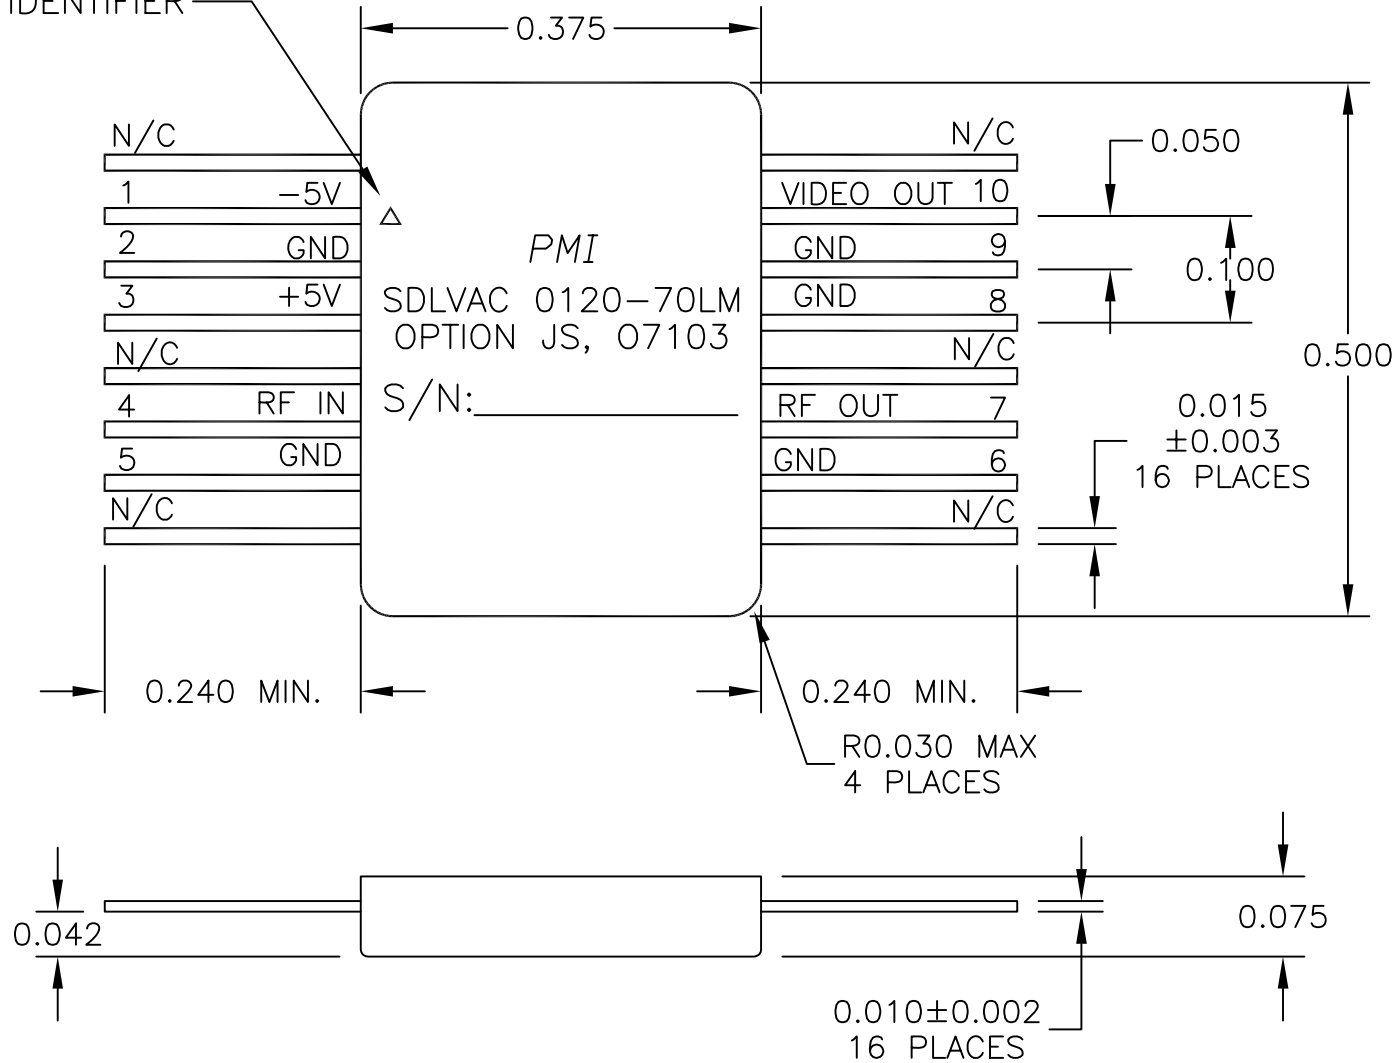 IDENTIFIER
0.375
N/C
1 -5V
2 GND
3 +5V
N/C
4 RF IN
5 GND
N/C
PMI
SDLVAC 0120-70LM
OPTION JS, O7103
S/N:
N/C
VIDEO OUT 10
GND 9
GND 8
N/C
RF OUT 7
GND 6
N/C
0.050
0.100
0.500
0.015
±0.003
16 PLACES
0.240 MIN.
0.240 MIN.
R0.030 MAX
4 PLACES
0.042
0.075
0.010±0.002
16 PLACES